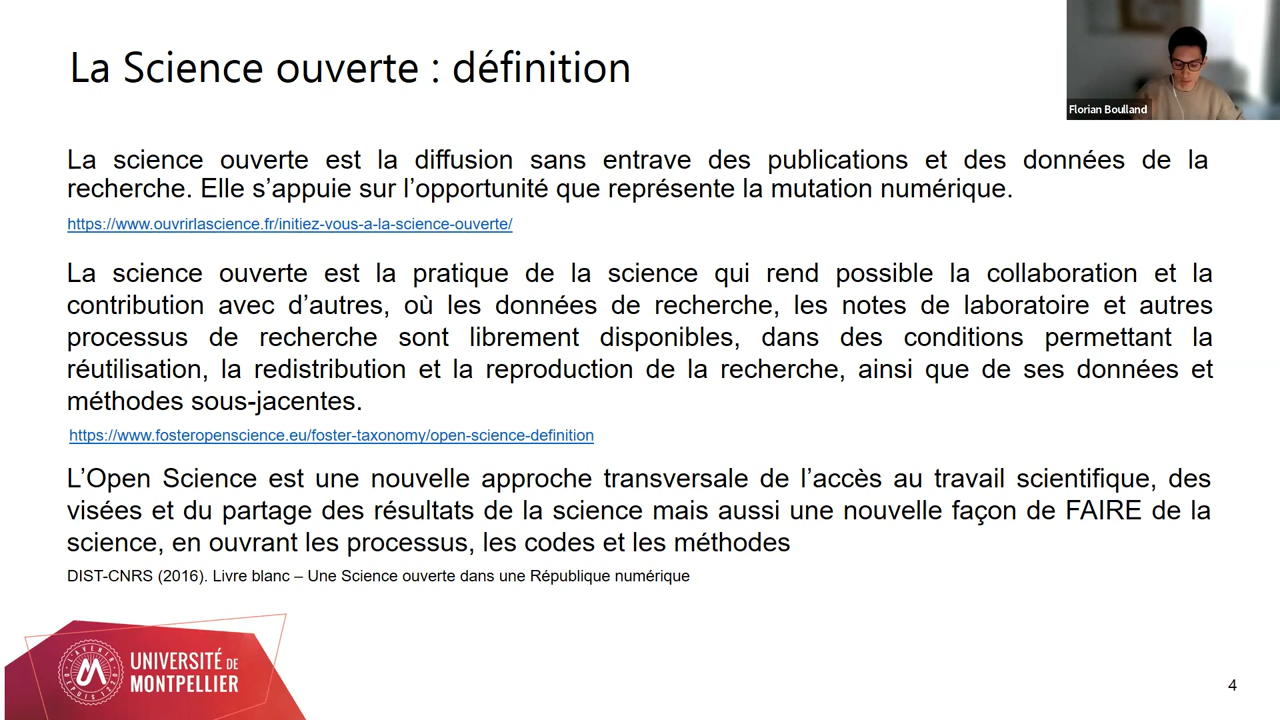 La Science ouverte : définition
Florian Boulland
La science ouverte est la diffusion sans entrave des publications et des données de la
recherche. Elle s’appuie sur l’opportunité que représente la mutation numérique.
https://www.ouvrirlascience.fr/initiez-vous-a-la-science-ouverte/
La science ouverte est la pratique de la science qui rend possible la collaboration et la
contribution avec d’autres, où les données de recherche, les notes de laboratoire et autres
processus de recherche sont librement disponibles, dans des conditions permettant la
réutilisation, la redistribution et la reproduction de la recherche, ainsi que de ses données et
méthodes sous-jacentes.
https://www.fosteropenscience.eu/foster-taxonomy/open-science-definition
L’Open Science est une nouvelle approche transversale de l’accès au travail scientifique, des
visées et du partage des résultats de la science mais aussi une nouvelle façon de FAIRE de la
science, en ouvrant les processus, les codes et les méthodes
DIST-CNRS (2016). Livre blanc – Une Science ouverte dans une République numérique
L'AVENIR
DEPUIS 1220
UNIVERSITÉ DE
MONTPELLIER
4